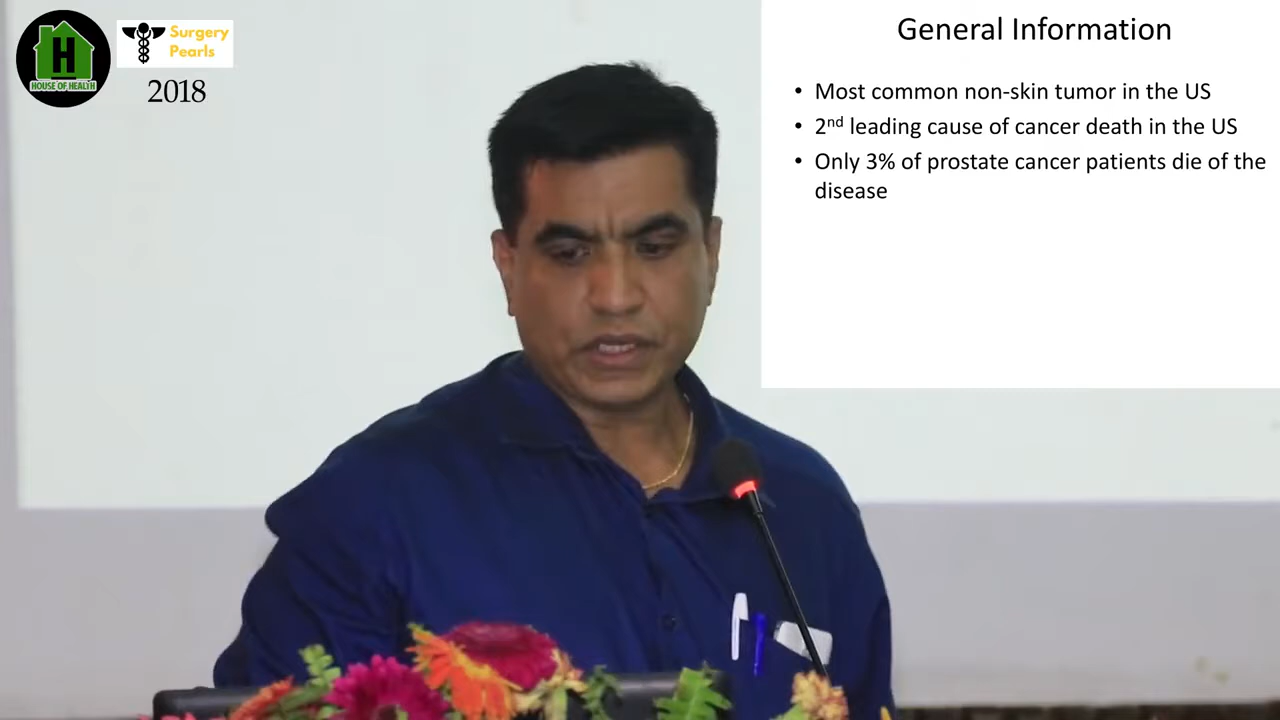 H
HOUSE OF HEALTH
Surgery
Pearls
2018
General Information
• Most common non-skin tumor in the US
• 2nd leading cause of cancer death in the US
• Only 3% of prostate cancer patients die of the
disease